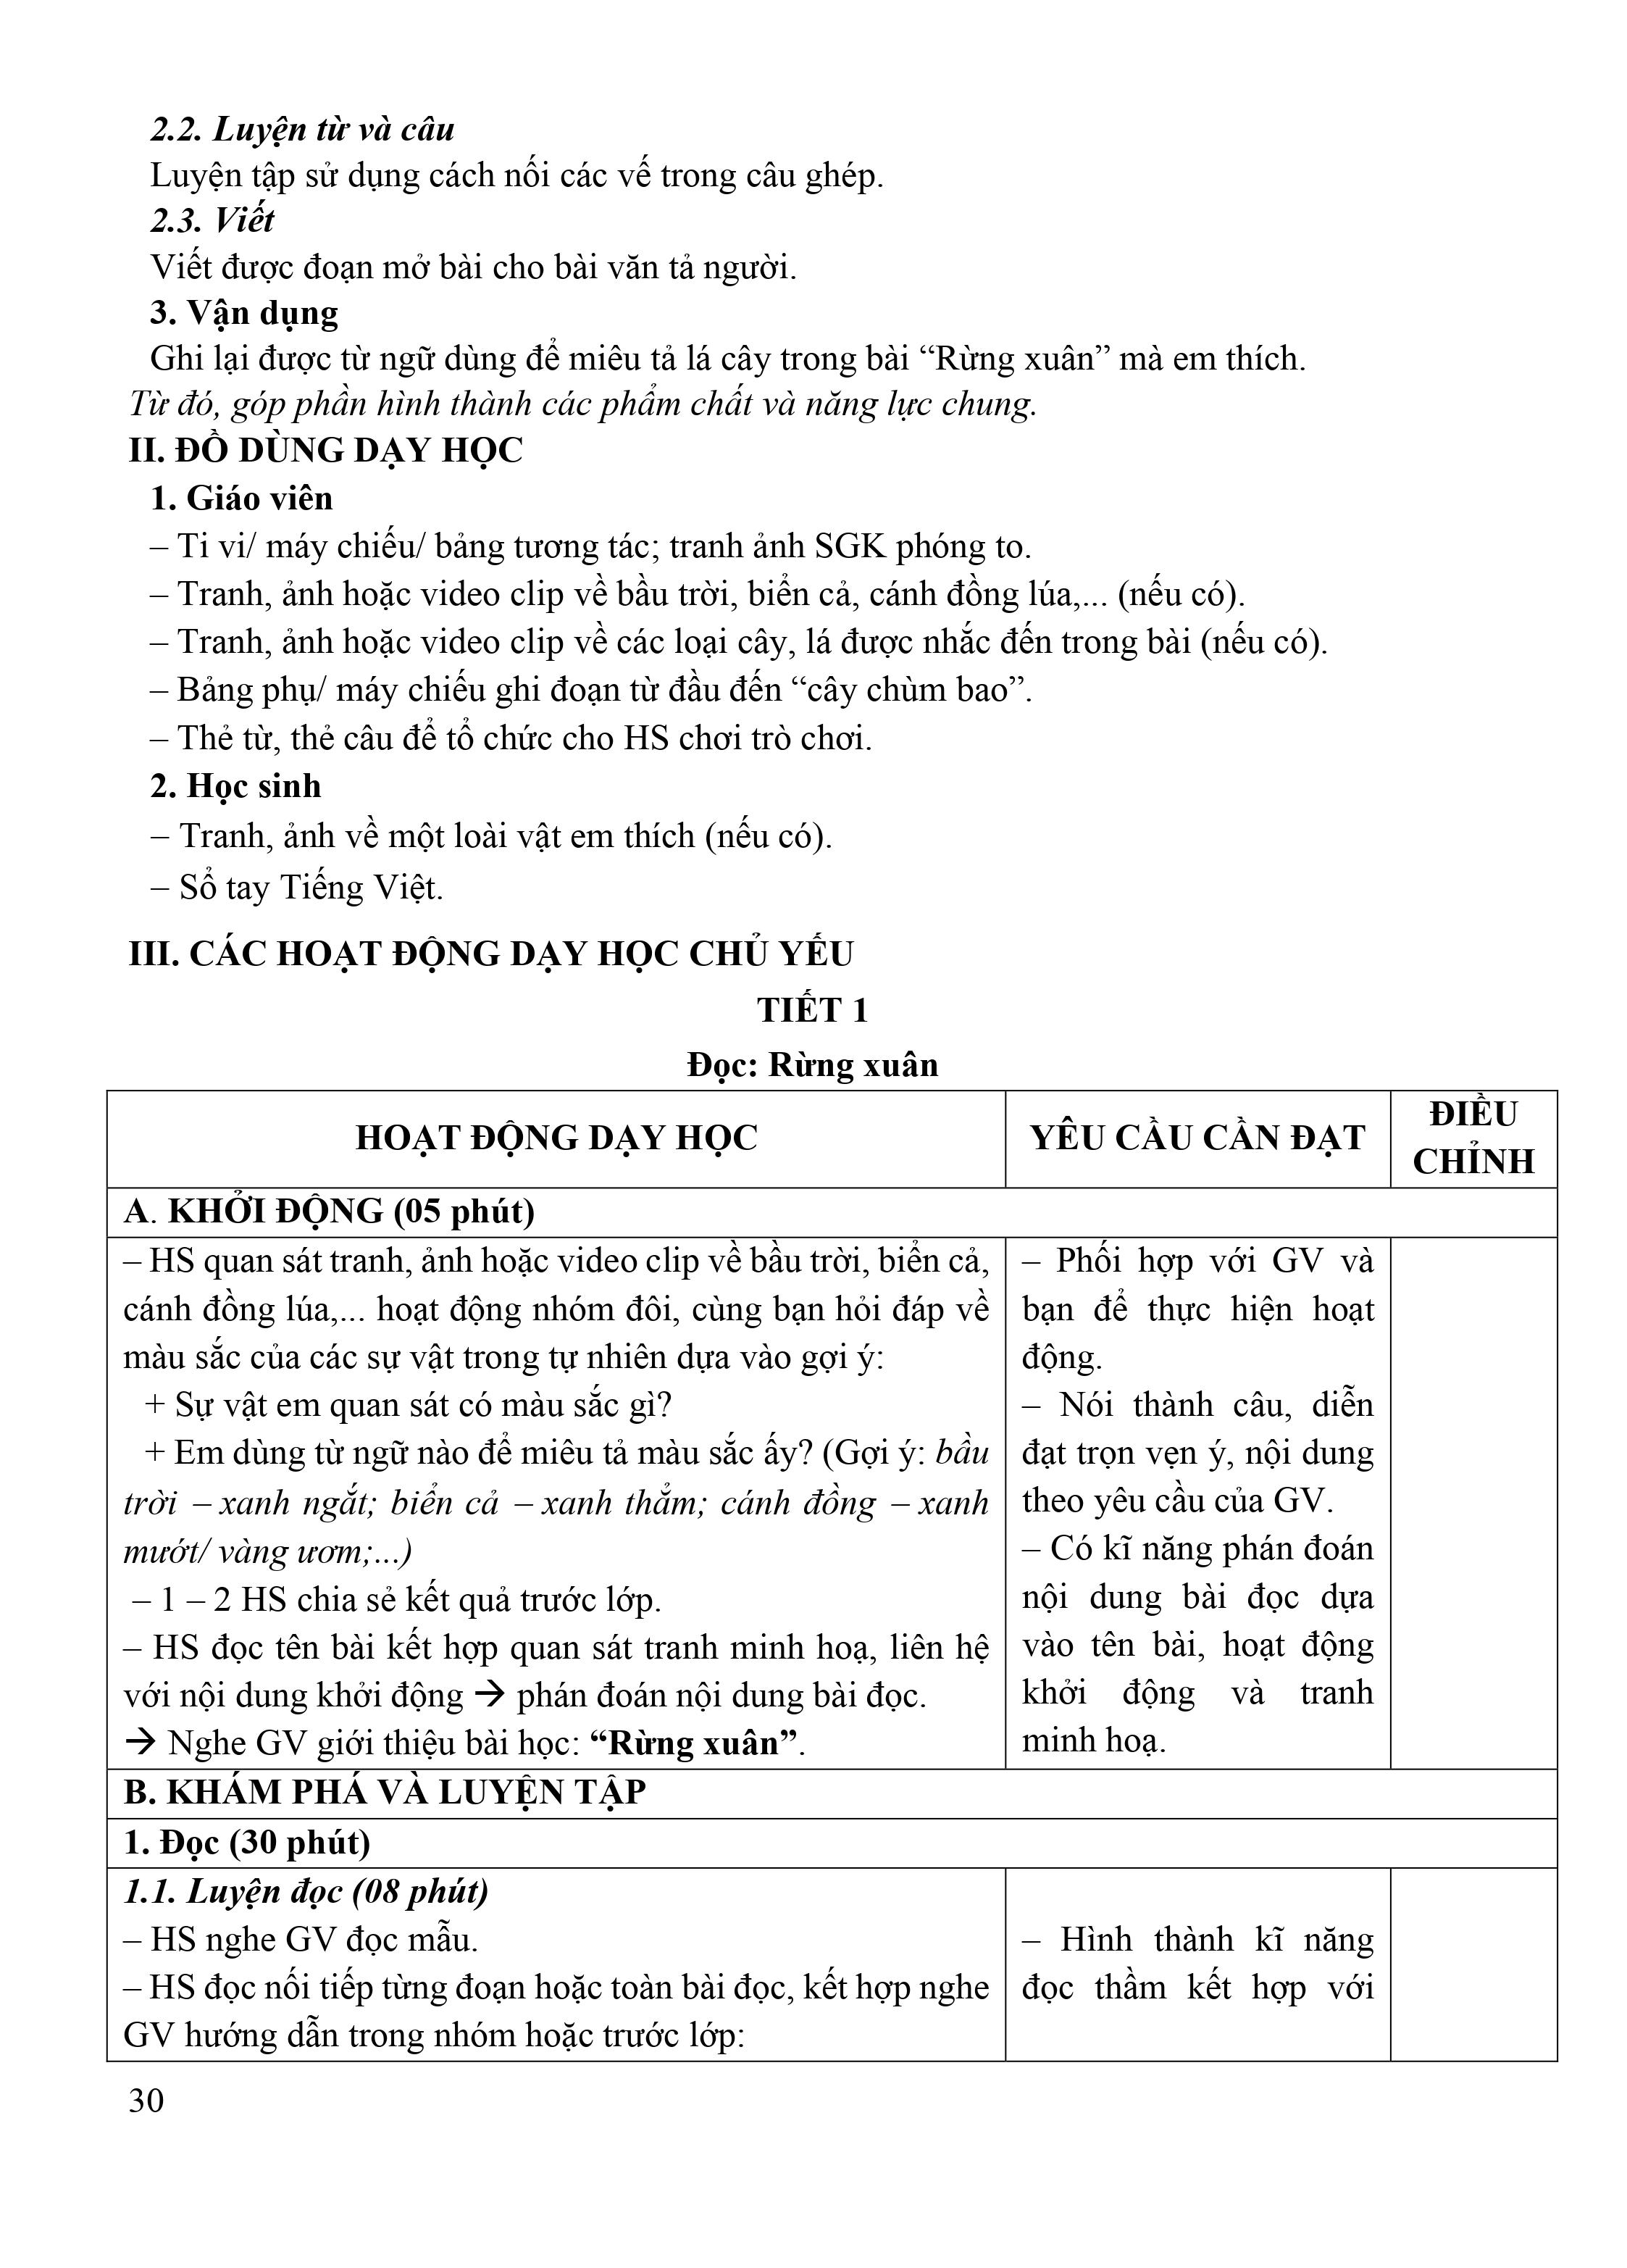 2.2. Luyện từ và câu
Luyện tập sử dụng cách nối các vế trong câu ghép.
2.3. Viết
Viết được đoạn mở bài cho bài văn tả người.
3. Vận dụng
Ghi lại được từ ngữ dùng để miêu tả lá cây trong bài “Rừng xuân” mà em thích.
Từ đó, góp phần hình thành các phẩm chất và năng lực chung.
II. ĐỒ DÙNG DẠY HỌC
1. Giáo viên
– Ti vi/ máy chiếu/ bảng tương tác; tranh ảnh SGK phóng to.
– Tranh, ảnh hoặc video clip về bầu trời, biển cả, cánh đồng lúa,... (nếu có).
– Tranh, ảnh hoặc video clip về các loại cây, lá được nhắc đến trong bài (nếu có).
– Bảng phụ/ máy chiếu ghi đoạn từ đầu đến “cây chùm bao”.
– Thẻ từ, thẻ câu để tổ chức cho HS chơi trò chơi.
2. Học sinh
– Tranh, ảnh về một loài vật em thích (nếu có).
– Sổ tay Tiếng Việt.
III. CÁC HOẠT ĐỘNG DẠY HỌC CHỦ YẾU
TIẾT 1
Đọc: Rừng xuân
HOẠT ĐỘNG DẠY HỌC
YÊU CẦU CẦN ĐẠT
ĐIỀU
CHỈNH
A. KHỞI ĐỘNG (05 phút)
– HS quan sát tranh, ảnh hoặc video clip về bầu trời, biển cả,
cánh đồng lúa,... hoạt động nhóm đôi, cùng bạn hỏi đáp về
màu sắc của các sự vật trong tự nhiên dựa vào gợi ý:
+ Sự vật em quan sát có màu sắc gì?
+ Em dùng từ ngữ nào để miêu tả màu sắc ấy? (Gợi ý: bầu
trời – xanh ngắt; biển cả – xanh thẳm; cánh đồng – xanh
mướt/ vàng ươm;...)
– 1 – 2 HS chia sẻ kết quả trước lớp.
– HS đọc tên bài kết hợp quan sát tranh minh hoạ, liên hệ
với nội dung khởi động → phán đoán nội dung bài đọc.
→ Nghe GV giới thiệu bài học: “Rừng xuân”.
– Phối hợp với GV và
bạn để thực hiện hoạt
động.
– Nói thành câu, diễn
đạt trọn vẹn ý, nội dung
theo yêu cầu của GV.
– Có kĩ năng phán đoán
nội dung bài đọc dựa
vào tên bài, hoạt động
khởi động và tranh
minh hoạ.
B. KHÁM PHÁ VÀ LUYỆN TẬP
1. Đọc (30 phút)
1.1. Luyện đọc (08 phút)
– HS nghe GV đọc mẫu.
– HS đọc nối tiếp từng đoạn hoặc toàn bài đọc, kết hợp nghe
GV hướng dẫn trong nhóm hoặc trước lớp:
– Hình thành kĩ năng
đọc thầm kết hợp với
30